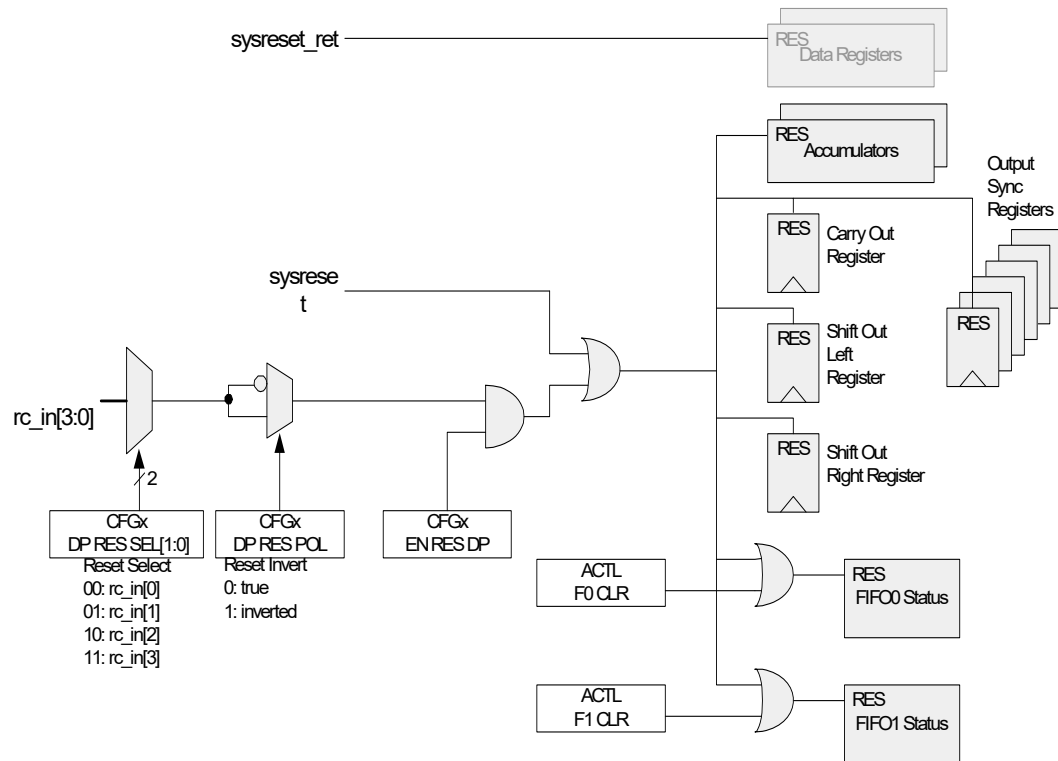 sysreset_ret
RES
Data Registers
RES
Accumulators
Output
Sync
Registers
RES
Carry Out
Register
sysrese
t
RES
Shift Out
Left
Register
RES
rc_in[3:0]
RES
Shift Out
Right Register
2
CFGx
DP RES SEL[1:0]
CFGx
DP RES POL
CFGx
EN RES DP
Reset Select
00: rc_in[0]
01: rc_in[1]
10: rc_in[2]
11: rc_in[3]
Reset Invert
0: true
1: inverted
ACTL
F0 CLR
RES
FIFO0 Status
ACTL
F1 CLR
RES
FIFO1 Status